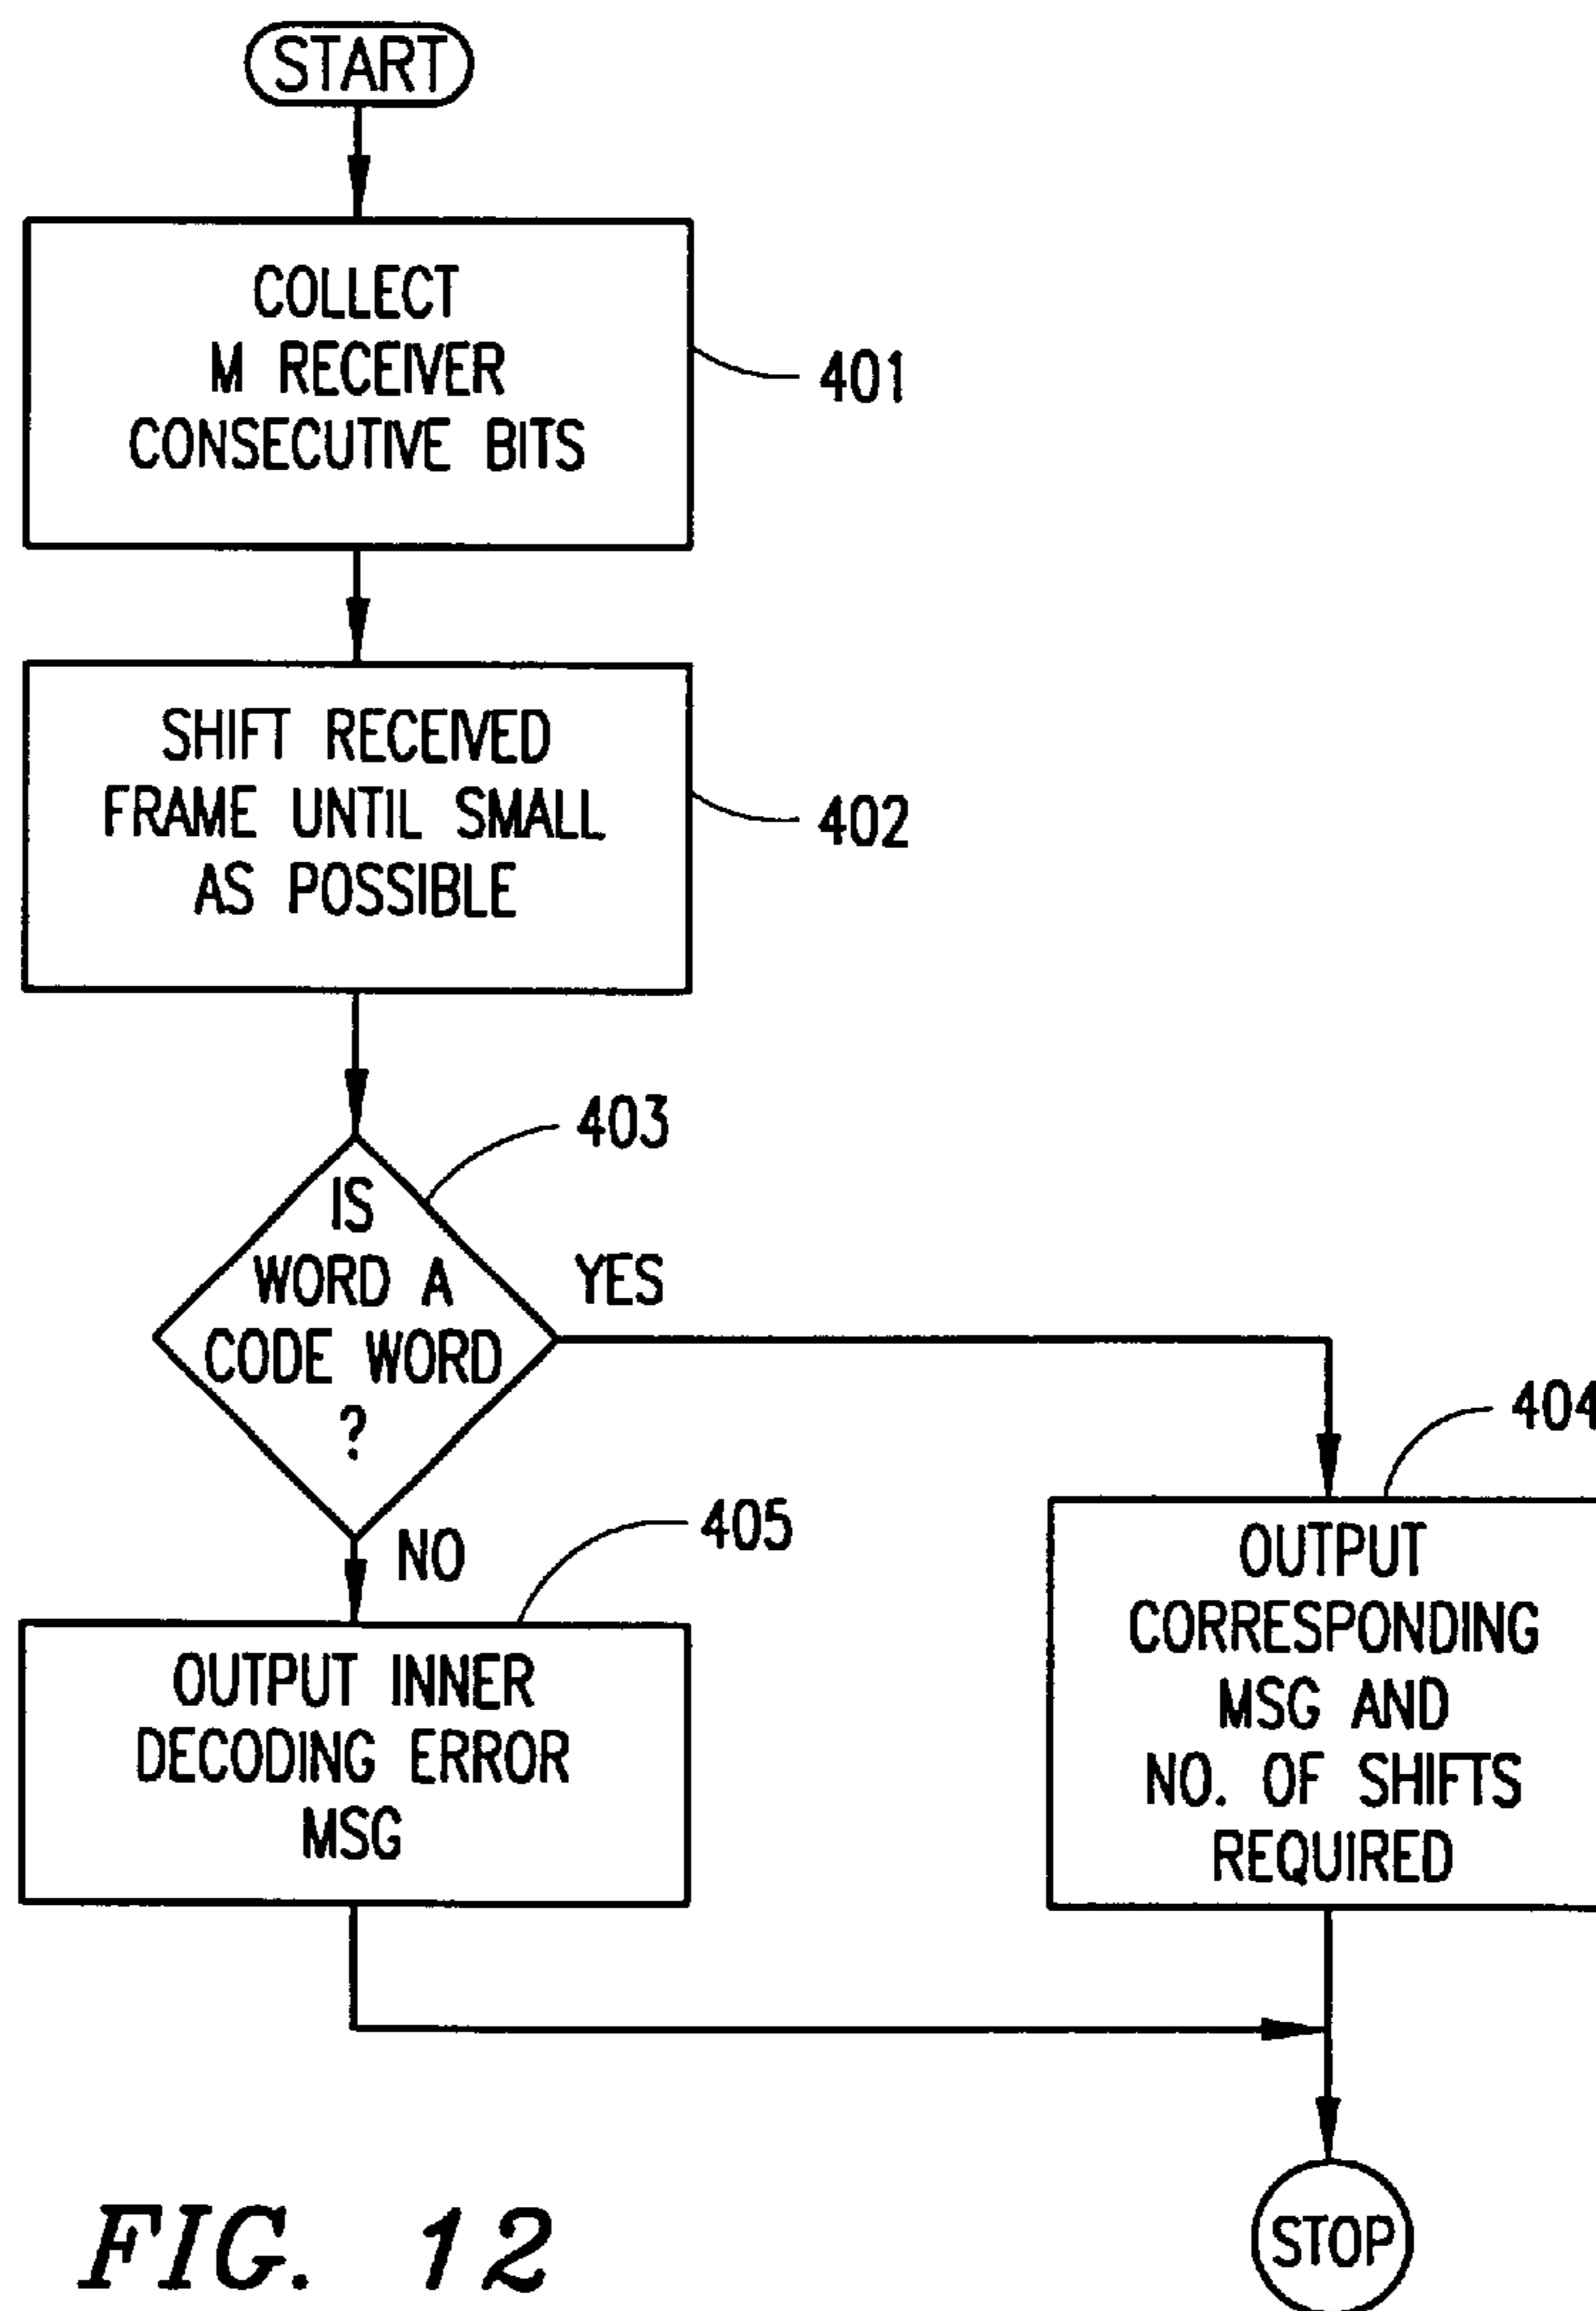 START
COLLECT
M RECEIVER
CONSECUTIVE BITS
401
SHIFT RECEIVED
FRAME UNTIL SMALL
AS POSSIBLE
402
403
IS
WORD A
CODE WORD
?
YES
NO
404
OUTPUT
CORRESPONDING
MSG AND
NO. OF SHIFTS
REQUIRED
405
OUTPUT INNER
DECODING ERROR
MSG
STOP
FIG. 12